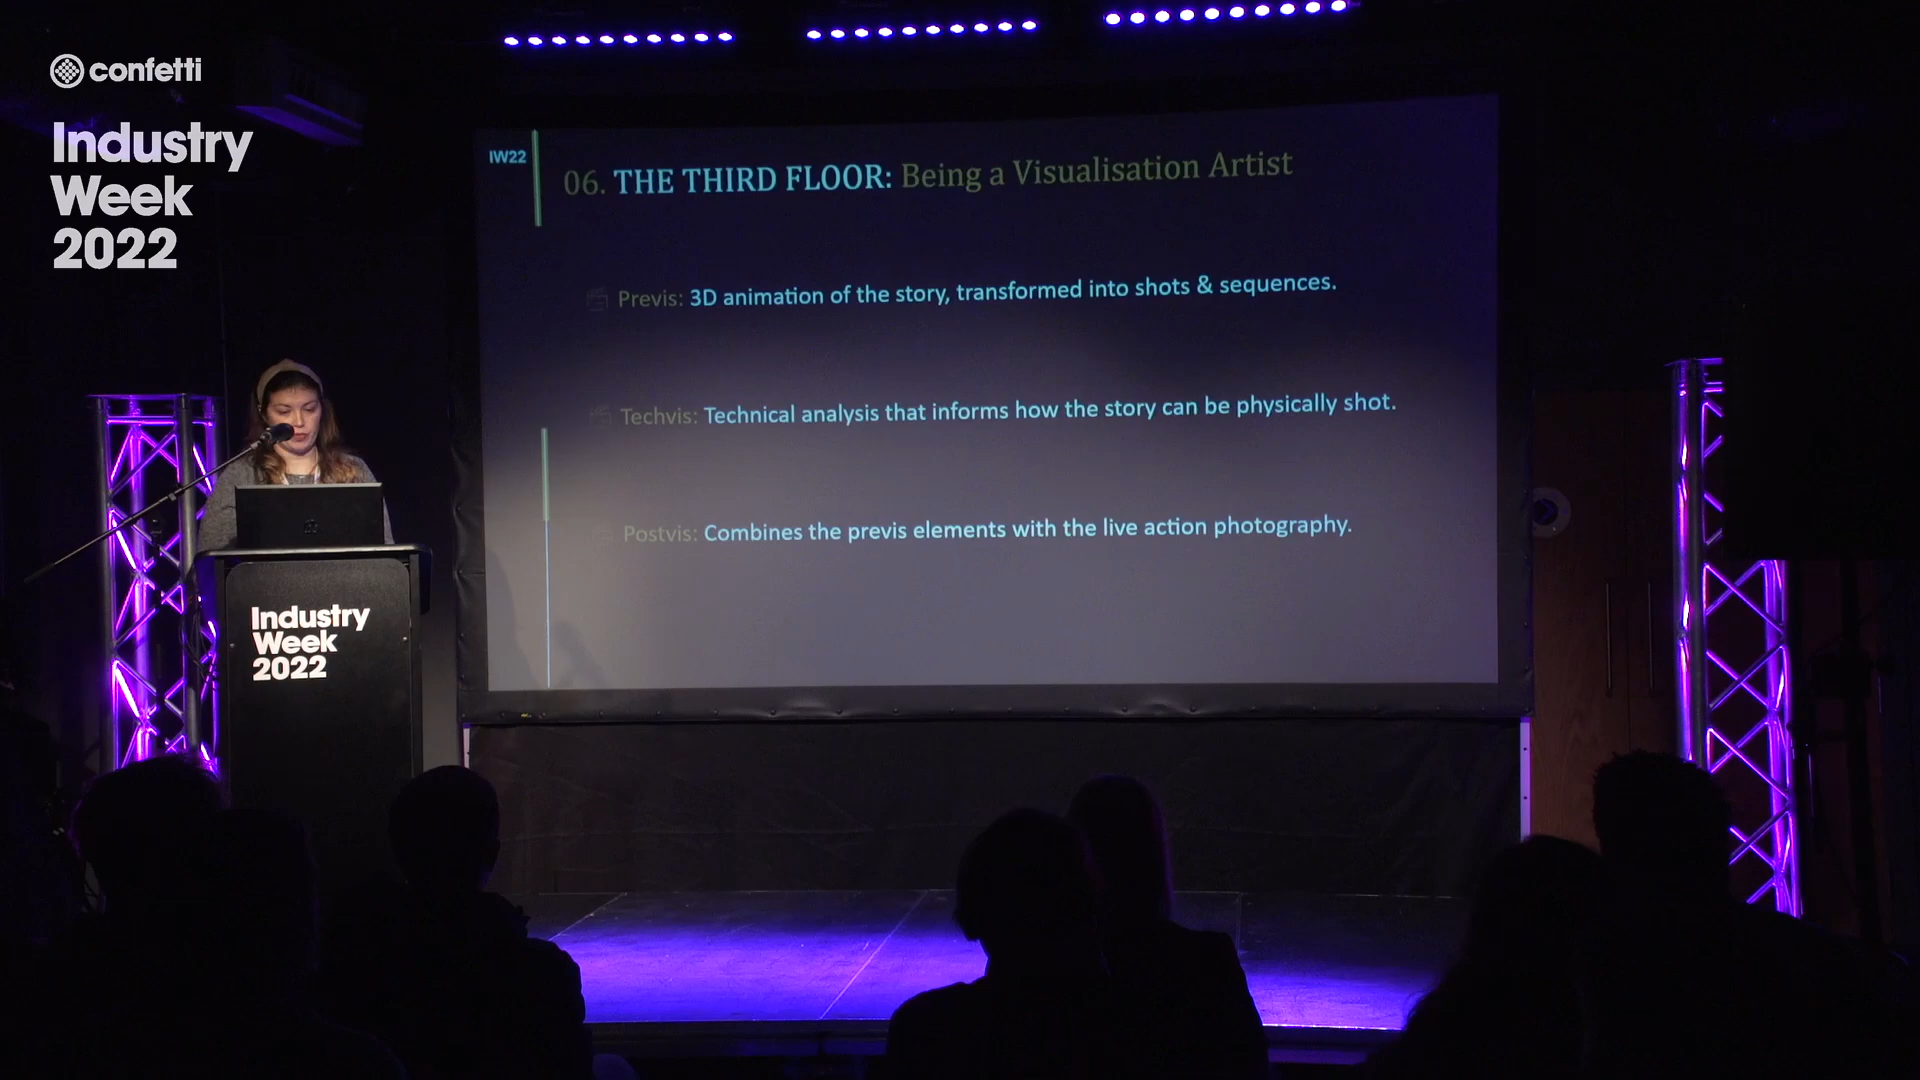 confetti
Industry
Week
2022
IW22
06. THE THIRD FLOOR: Being a Visualisation Artist
Previs: 3D animation of the story, transformed into shots & sequences.
Techvis: Technical analysis that informs how the story can be physically shot.
Postvis: Combines the previs elements with the live action photography.
Industry
Week
2022